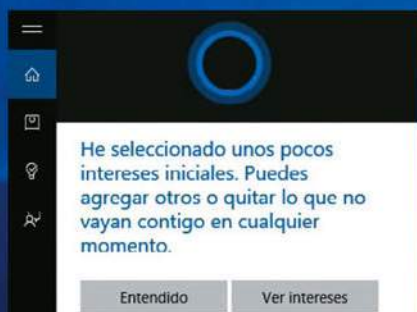 He seleccionado unos pocos
intereses iniciales. Puedes
agregar otros o quitar lo que no
vayan contigo en cualquier
momento.
Entendido
Ver intereses